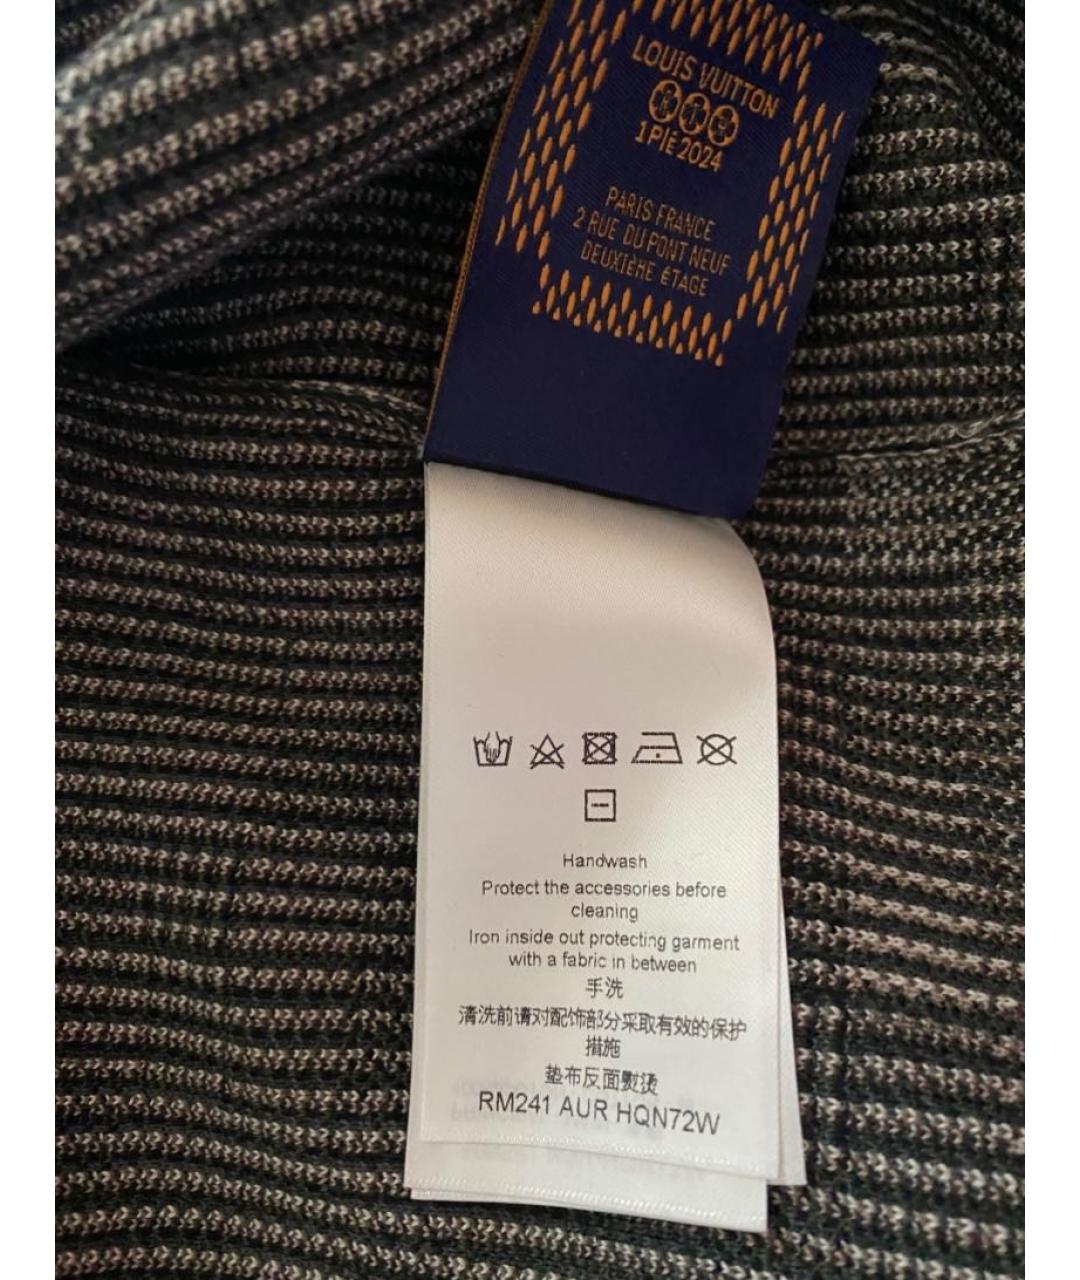 LOUIS VUITTON
1 PIÉ 2024
PARIS FRANCE
2 RUE DU PONT NEUF
DEUXIÈME ÉTAGE
Handwash
Protect the accessories before
cleaning
Iron inside out protecting garment
with a fabric in between
手洗
清洗前请对配饰部分采取有效的保护
措施
垫布反面熨烫
RM241 AUR HQN72W